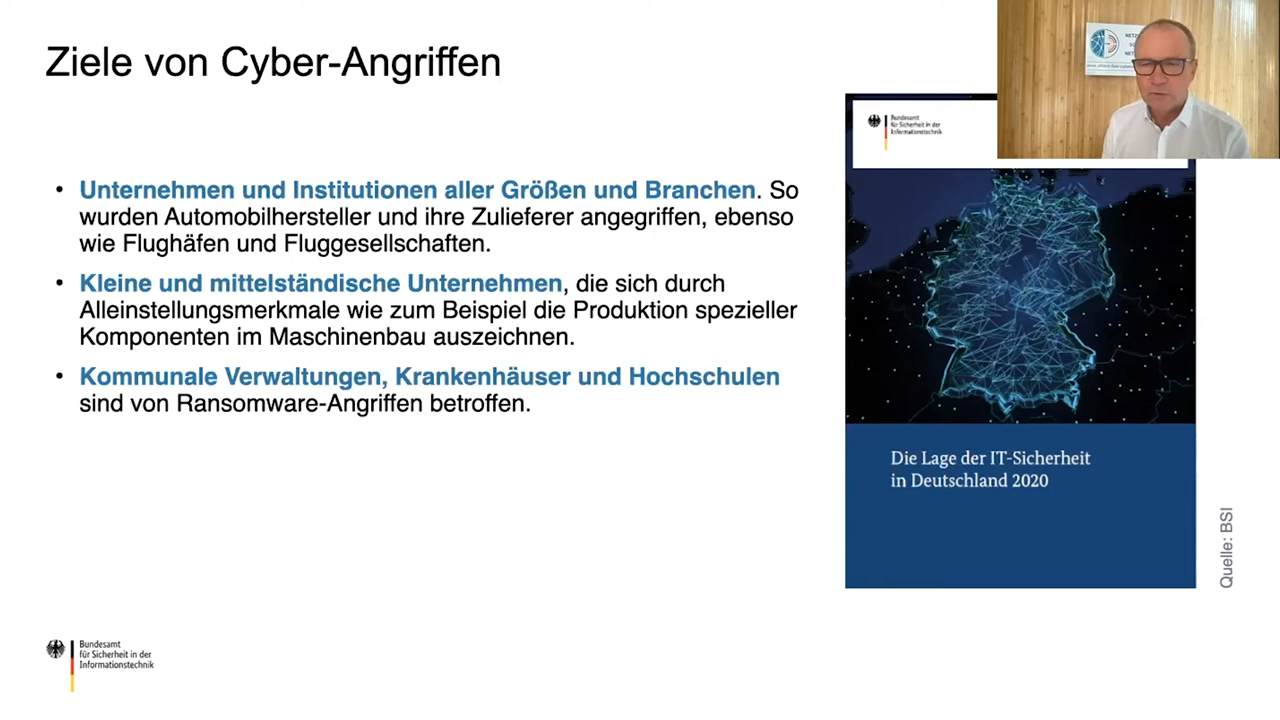 Ziele von Cyber-Angriffen
• Unternehmen und Institutionen aller Größen und Branchen. So
wurden Automobilhersteller und ihre Zulieferer angegriffen, ebenso
wie Flughäfen und Fluggesellschaften.
• Kleine und mittelständische Unternehmen, die sich durch
Alleinstellungsmerkmale wie zum Beispiel die Produktion spezieller
Komponenten im Maschinenbau auszeichnen.
• Kommunale Verwaltungen, Krankenhäuser und Hochschulen
sind von Ransomware-Angriffen betroffen.
Bundesamt
für Sicherheit in der
Informationstechnik
Die Lage der IT-Sicherheit
in Deutschland 2020
Quelle: BSI
Bundesamt
für Sicherheit in der
Informationstechnik